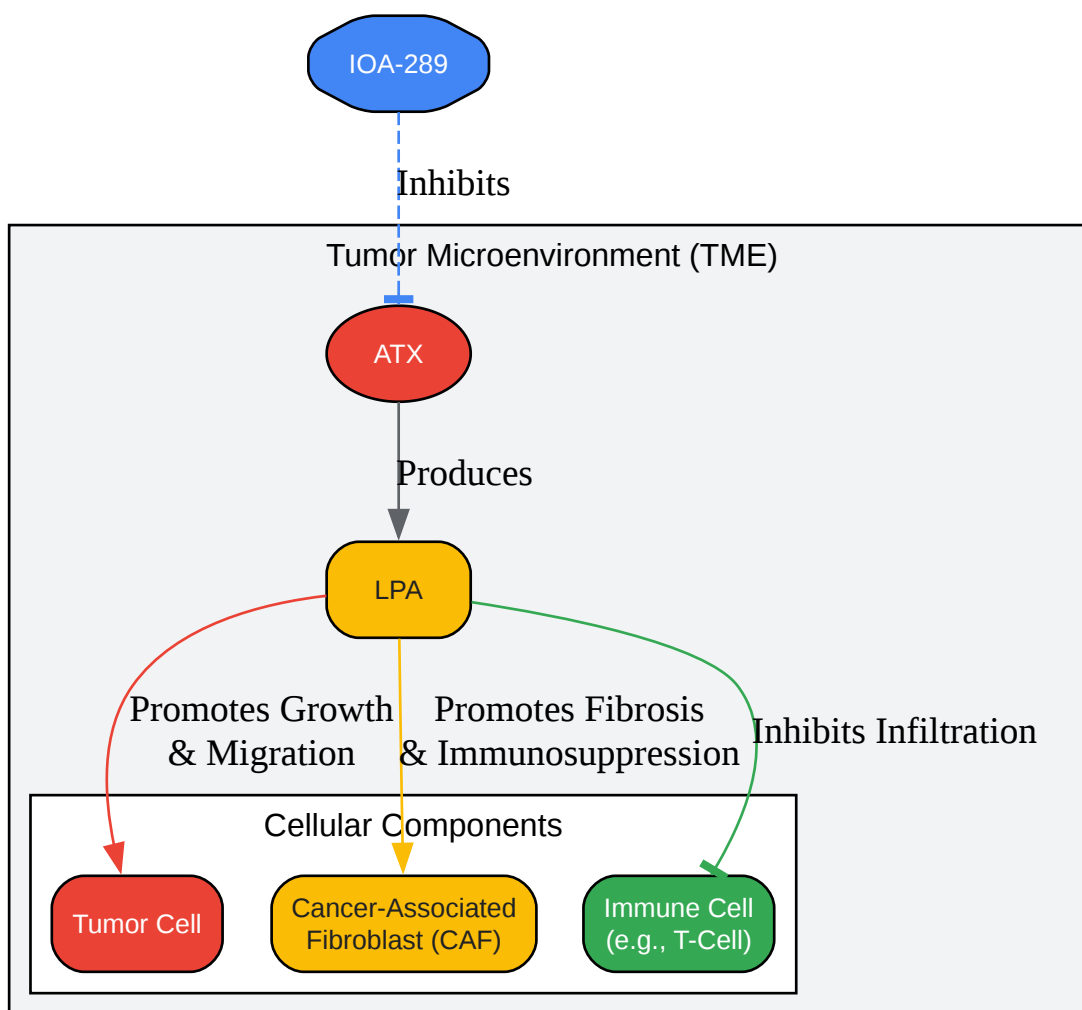 IOA-289
Inhibits
Tumor Microenvironment (TME)
ATX
Produces
LPA
Promotes Growth
& Migration
Promotes Fibrosis
& Immunosuppression
Inhibits Infiltration
Cellular Components
Tumor Cell
Cancer-Associated
Fibroblast (CAF)
Immune Cell
(e.g., T-Cell)